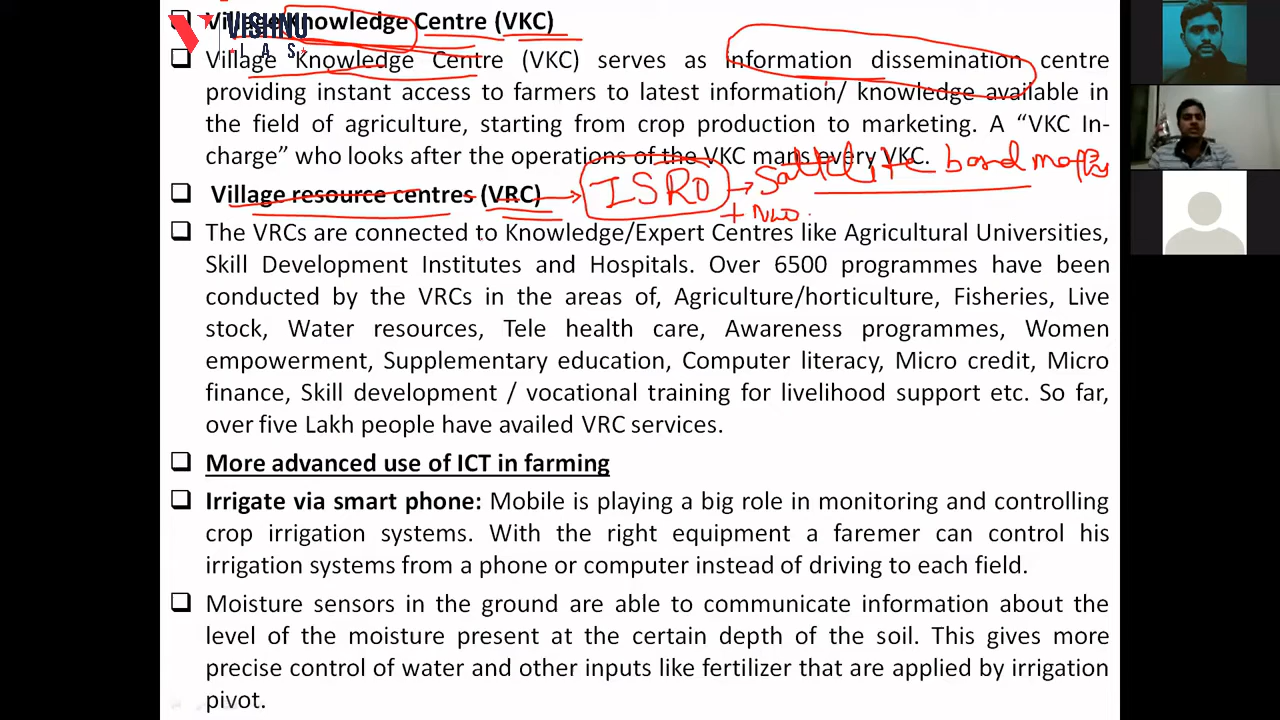 Village Knowledge Centre (VKC)
VISHNU
IAS
Village Knowledge Centre (VKC) serves as information dissemination centre
providing instant access to farmers to latest information/ knowledge available in
the field of agriculture, starting from crop production to marketing. A “VKC In-
charge” who looks after the operations of the VKC mans every VKC.
Village resource centres (VRC) → ISRO → Sattelite based
+ NGO
The VRCs are connected to Knowledge/Expert Centres like Agricultural Universities,
Skill Development Institutes and Hospitals. Over 6500 programmes have been
conducted by the VRCs in the areas of, Agriculture/horticulture, Fisheries, Live
stock, Water resources, Tele health care, Awareness programmes, Women
empowerment, Supplementary education, Computer literacy, Micro credit, Micro
finance, Skill development / vocational training for livelihood support etc. So far,
over five Lakh people have availed VRC services.
More advanced use of ICT in farming
Irrigate via smart phone: Mobile is playing a big role in monitoring and controlling
crop irrigation systems. With the right equipment a faremer can control his
irrigation systems from a phone or computer instead of driving to each field.
Moisture sensors in the ground are able to communicate information about the
level of the moisture present at the certain depth of the soil. This gives more
precise control of water and other inputs like fertilizer that are applied by irrigation
pivot.